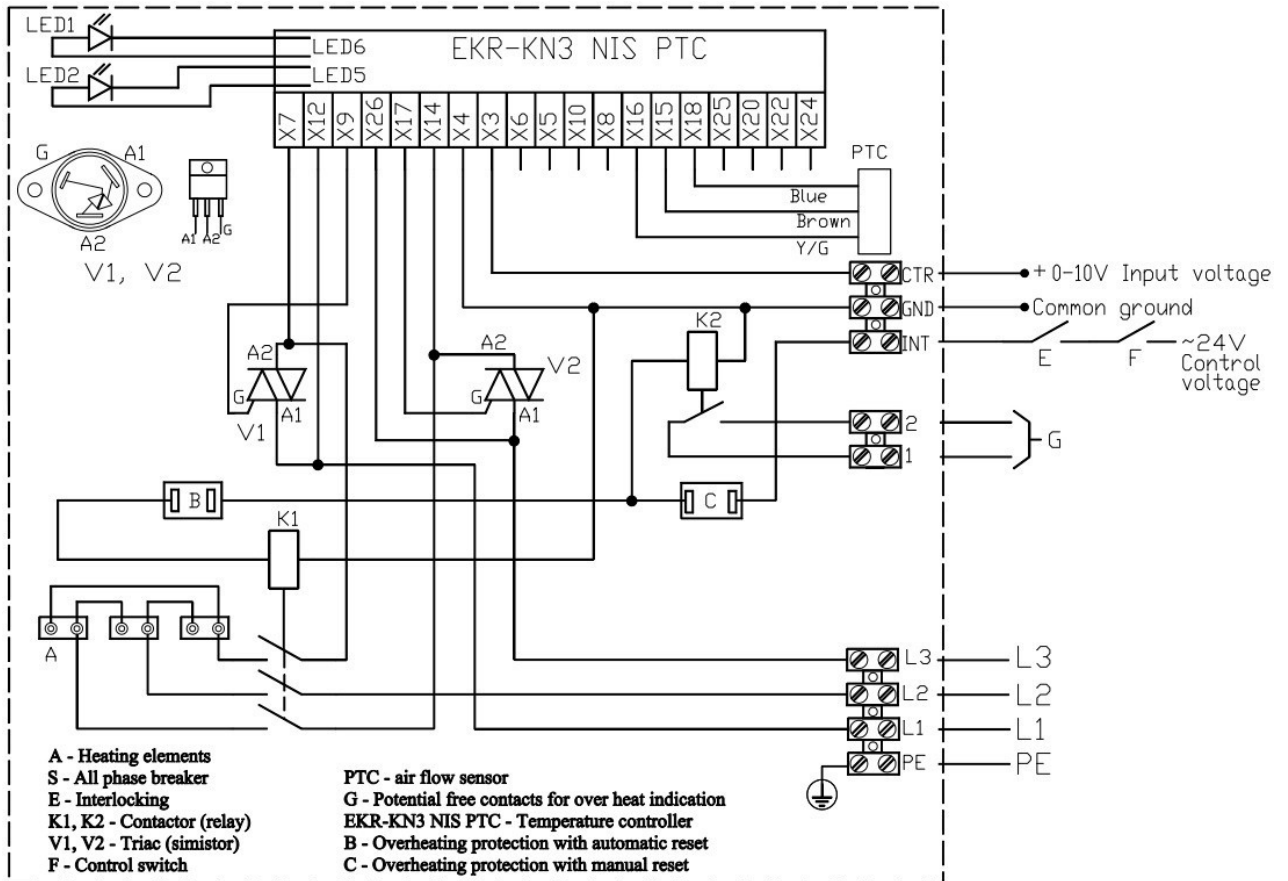 LED1
LED6
EKR-KN3 NIS PTC
LED2
LED5
X7 X12 X9 X26 X17 X14 X4 X3 X6 X5 X10 X8 X16 X15 X18 X25 X20 X22 X24
G A1
A2
A1 A2 G
V1, V2
PTC
Blue
Brown
Y/G
CTR
+ 0-10V Input voltage
GND
Common ground
INT
E F
~24V
Control
voltage
K2
A2
G
A1
V1
A2
V2
G
A1
2
1
G
B
C
K1
A
L3 L3
L2 L2
L1 L1
PE PE
A - Heating elements
S - All phase breaker
E - Interlocking
K1, K2 - Contactor (relay)
V1, V2 - Triac (simistor)
F - Control switch
PTC - air flow sensor
G - Potential free contacts for over heat indication
EKR-KN3 NIS PTC - Temperature controller
B - Overheating protection with automatic reset
C - Overheating protection with manual reset